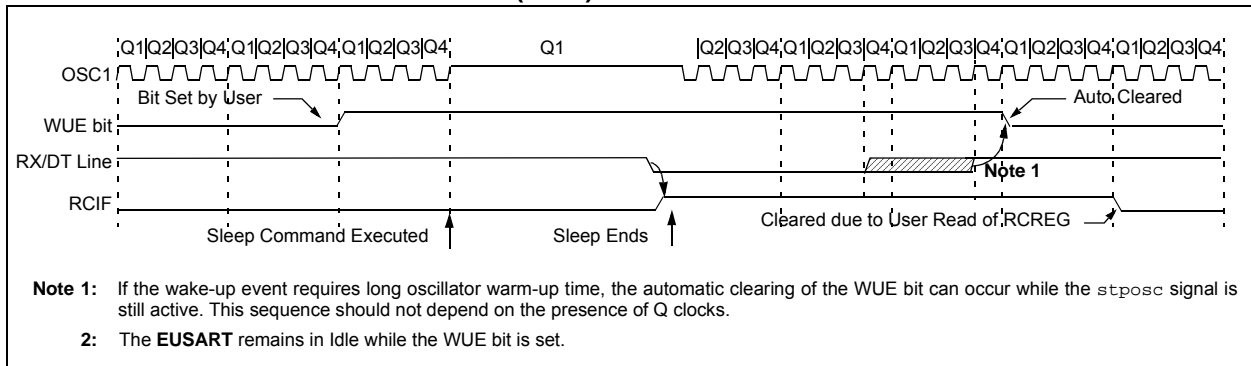 Q1 Q2 Q3 Q4 Q1 Q2 Q3 Q4 Q1 Q2 Q3 Q4 Q1 Q2 Q3 Q4 Q1 Q2 Q3 Q4 Q1 Q2 Q3 Q4 Q1 Q2 Q3 Q4 Q1 Q2 Q3 Q4
OSC1
Bit Set by User
Auto Cleared
WUE bit
RX/DT Line
Note 1
RCIF
Cleared due to User Read of RCREG
Sleep Command Executed
Sleep Ends
Note 1: If the wake-up event requires long oscillator warm-up time, the automatic clearing of the WUE bit can occur while the stposc signal is
still active. This sequence should not depend on the presence of Q clocks.
2: The EUSART remains in Idle while the WUE bit is set.